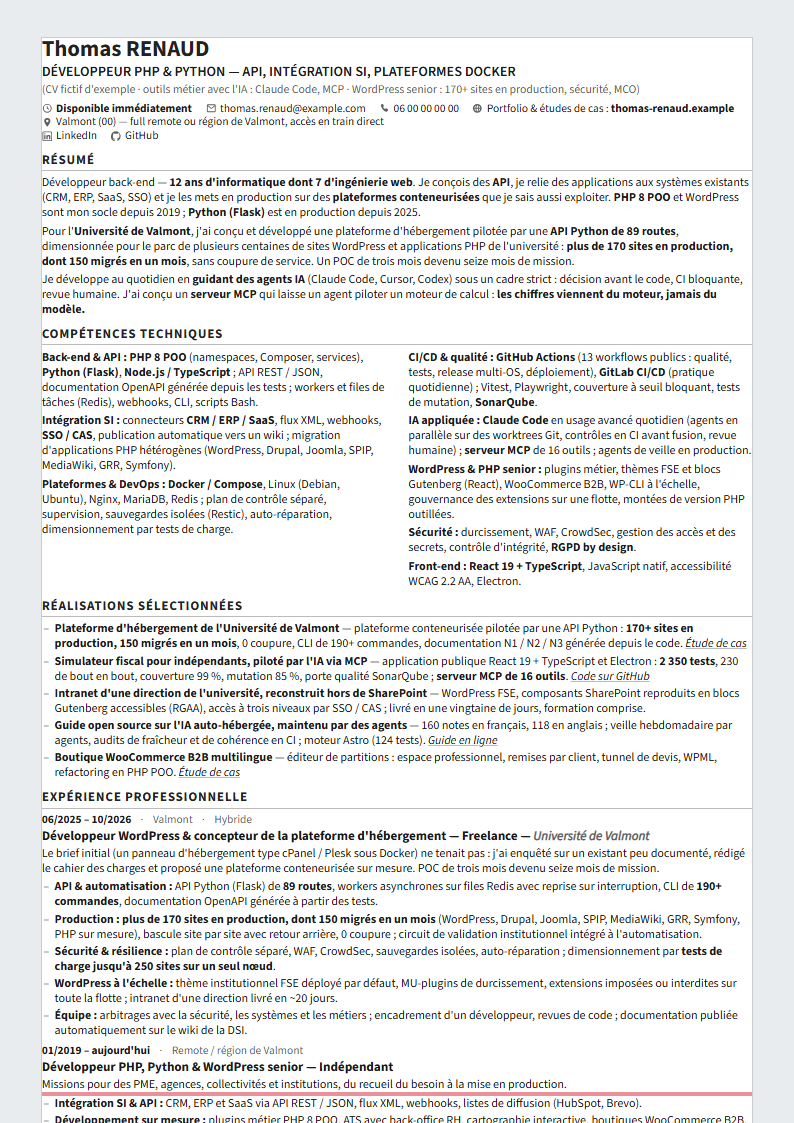 Thomas RENAUD
DÉVELOPPEUR PHP & PYTHON — API, INTÉGRATION SI, PLATEFORMES DOCKER
(CV fictif d'exemple · outils métier avec l'IA : Claude Code, MCP · WordPress senior : 170+ sites en production, sécurité, MCO)
Disponible immédiatement thomas.renaud@example.com 06 00 00 00 00 Portfolio & études de cas : thomas-renaud.example
Valmont (00) — full remote ou région de Valmont, accès en train direct
LinkedIn GitHub
RÉSUMÉ
Développeur back-end — 12 ans d'informatique dont 7 d'ingénierie web. Je conçois des API, je relie des applications aux systèmes existants
(CRM, ERP, SaaS, SSO) et je les mets en production sur des plateformes conteneurisées que je sais aussi exploiter. PHP 8 POO et WordPress
sont mon socle depuis 2019 ; Python (Flask) est en production depuis 2025.
Pour l'Université de Valmont, j'ai conçu et développé une plateforme d'hébergement pilotée par une API Python de 89 routes,
dimensionnée pour le parc de plusieurs centaines de sites WordPress et applications PHP de l'université : plus de 170 sites en production,
dont 150 migrés en un mois, sans coupure de service. Un POC de trois mois devenu seize mois de mission.
Je développe au quotidien en guidant des agents IA (Claude Code, Cursor, Codex) sous un cadre strict : décision avant le code, CI bloquante,
revue humaine. J'ai conçu un serveur MCP qui laisse un agent piloter un moteur de calcul : les chiffres viennent du moteur, jamais du
modèle.
COMPÉTENCES TECHNIQUES
Back-end & API : PHP 8 POO (namespaces, Composer, services),
Python (Flask), Node.js / TypeScript ; API REST / JSON,
documentation OpenAPI générée depuis les tests ; workers et files de
tâches (Redis), webhooks, CLI, scripts Bash.
Intégration SI : connecteurs CRM / ERP / SaaS, flux XML, webhooks,
SSO / CAS, publication automatique vers un wiki ; migration
d'applications PHP hétérogènes (WordPress, Drupal, Joomla, SPIP,
MediaWiki, GRR, Symfony).
Plateformes & DevOps : Docker / Compose, Linux (Debian,
Ubuntu), Nginx, MariaDB, Redis ; plan de contrôle séparé,
supervision, sauvegardes isolées (Restic), auto-réparation,
dimensionnement par tests de charge.
CI/CD & qualité : GitHub Actions (13 workflows publics : qualité,
tests, release multi-OS, déploiement), GitLab CI/CD (pratique
quotidienne) ; Vitest, Playwright, couverture à seuil bloquant, tests
de mutation, SonarQube.
IA appliquée : Claude Code en usage avancé quotidien (agents en
parallèle sur des worktrees Git, contrôles en CI avant fusion, revue
humaine) ; serveur MCP de 16 outils ; agents de veille en production.
WordPress & PHP senior : plugins métier, thèmes FSE et blocs
Gutenberg (React), WooCommerce B2B, WP-CLI à l'échelle,
gouvernance des extensions sur une flotte, montées de version PHP
outillées.
Sécurité : durcissement, WAF, CrowdSec, gestion des accès et des
secrets, contrôle d'intégrité, RGPD by design.
Front-end : React 19 + TypeScript, JavaScript natif, accessibilité
WCAG 2.2 AA, Electron.
RÉALISATIONS SÉLECTIONNÉES
– Plateforme d'hébergement de l'Université de Valmont — plateforme conteneurisée pilotée par une API Python : 170+ sites en
production, 150 migrés en un mois, 0 coupure, CLI de 190+ commandes, documentation N1 / N2 / N3 générée depuis le code. Étude de cas
– Simulateur fiscal pour indépendants, piloté par l'IA via MCP — application publique React 19 + TypeScript et Electron : 2 350 tests, 230
de bout en bout, couverture 99 %, mutation 85 %, porte qualité SonarQube ; serveur MCP de 16 outils. Code sur GitHub
– Intranet d'une direction de l'université, reconstruit hors de SharePoint — WordPress FSE, composants SharePoint reproduits en blocs
Gutenberg accessibles (RGAA), accès à trois niveaux par SSO / CAS ; livré en une vingtaine de jours, formation comprise.
– Guide open source sur l'IA auto-hébergée, maintenu par des agents — 160 notes en français, 118 en anglais ; veille hebdomadaire par
agents, audits de fraîcheur et de cohérence en CI ; moteur Astro (124 tests). Guide en ligne
– Boutique WooCommerce B2B multilingue — éditeur de partitions : espace professionnel, remises par client, tunnel de devis, WPML,
refactoring en PHP POO. Étude de cas
EXPÉRIENCE PROFESSIONNELLE
06/2025 – 10/2026 · Valmont · Hybride
Développeur WordPress & concepteur de la plateforme d'hébergement — Freelance — Université de Valmont
Le brief initial (un panneau d'hébergement type cPanel / Plesk sous Docker) ne tenait pas : j'ai enquêté sur un existant peu documenté, rédigé
le cahier des charges et proposé une plateforme conteneurisée sur mesure. POC de trois mois devenu seize mois de mission.
– API & automatisation : API Python (Flask) de 89 routes, workers asynchrones sur files Redis avec reprise sur interruption, CLI de 190+
commandes, documentation OpenAPI générée à partir des tests.
– Production : plus de 170 sites en production, dont 150 migrés en un mois (WordPress, Drupal, Joomla, SPIP, MediaWiki, GRR, Symfony,
PHP sur mesure), bascule site par site avec retour arrière, 0 coupure ; circuit de validation institutionnel intégré à l'automatisation.
– Sécurité & résilience : plan de contrôle séparé, WAF, CrowdSec, sauvegardes isolées, auto-réparation ; dimensionnement par tests de
charge jusqu'à 250 sites sur un seul nœud.
– WordPress à l'échelle : thème institutionnel FSE déployé par défaut, MU-plugins de durcissement, extensions imposées ou interdites sur
toute la flotte ; intranet d'une direction livré en ~20 jours.
– Équipe : arbitrages avec la sécurité, les systèmes et les métiers ; encadrement d'un développeur, revues de code ; documentation publiée
automatiquement sur le wiki de la DSI.
01/2019 – aujourd'hui · Remote / région de Valmont
Développeur PHP, Python & WordPress senior — Indépendant
Missions pour des PME, agences, collectivités et institutions, du recueil du besoin à la mise en production.
– Intégration SI & API : CRM, ERP et SaaS via API REST / JSON, flux XML, webhooks, listes de diffusion (HubSpot, Brevo).
– Développement sur mesure : plugins métier PHP 8 POO, ATS avec back-office RH, cartographie interactive, boutiques WooCommerce B2B,